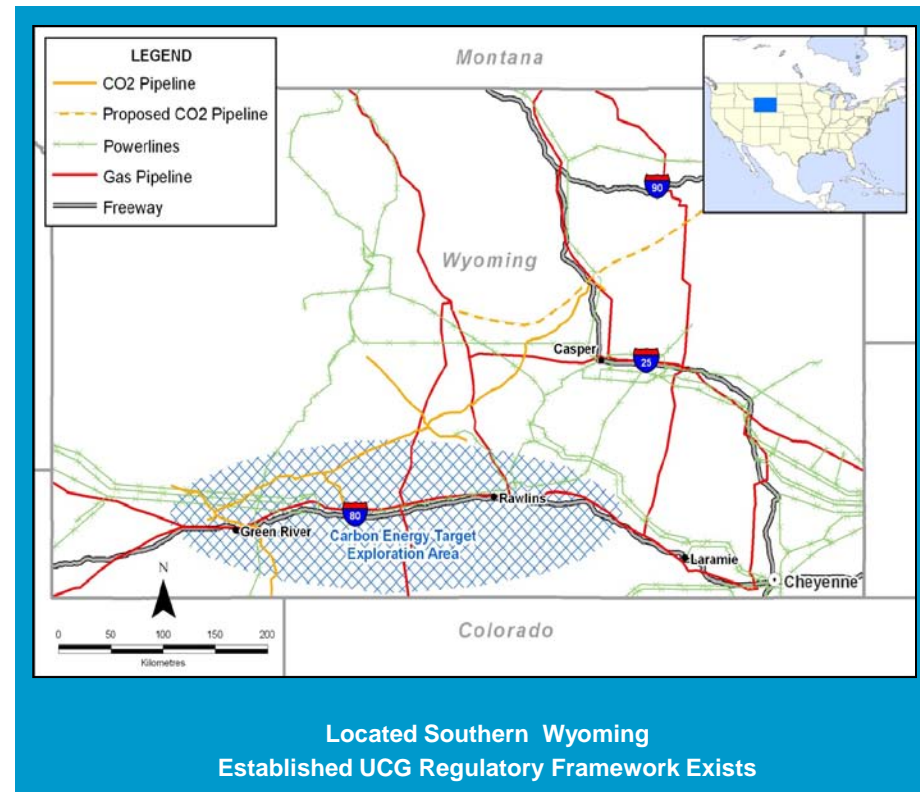 LEGEND
CO2 Pipeline
Proposed CO2 Pipeline
Powerlines
Gas Pipeline
Freeway
Montana
90
Wyoming
Casper
25
Rawlins
80
Green River
Carbon Energy Target
Exploration Area
Laramie
Cheyenne
N
0 50 100 150 200
Kilometres
Colorado
Located Southern Wyoming
Established UCG Regulatory Framework Exists